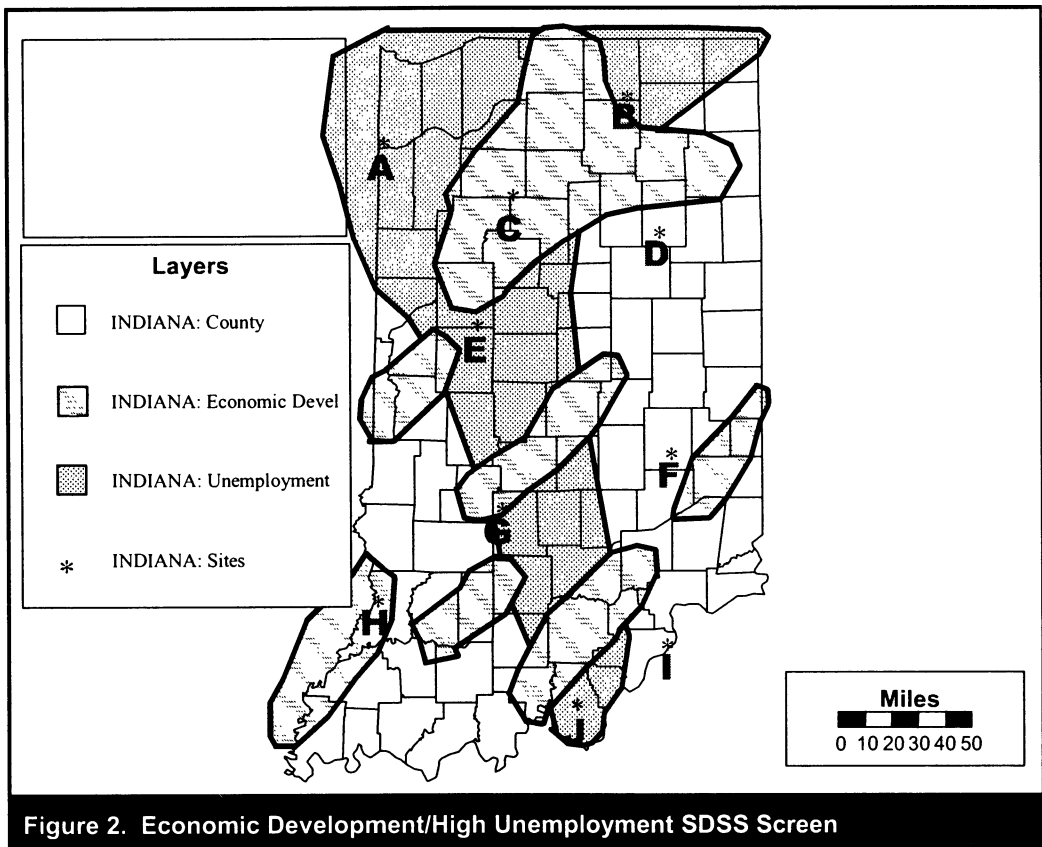 Layers
INDIANA: County
INDIANA: Economic Devel
INDIANA: Unemployment
* INDIANA: Sites
*
A
*
B
*
C
*
D
*
E
*
F
*
G
*
H
*
I
*
J
Miles
0 10 20 30 40 50
Figure 2. Economic Development/High Unemployment SDSS Screen